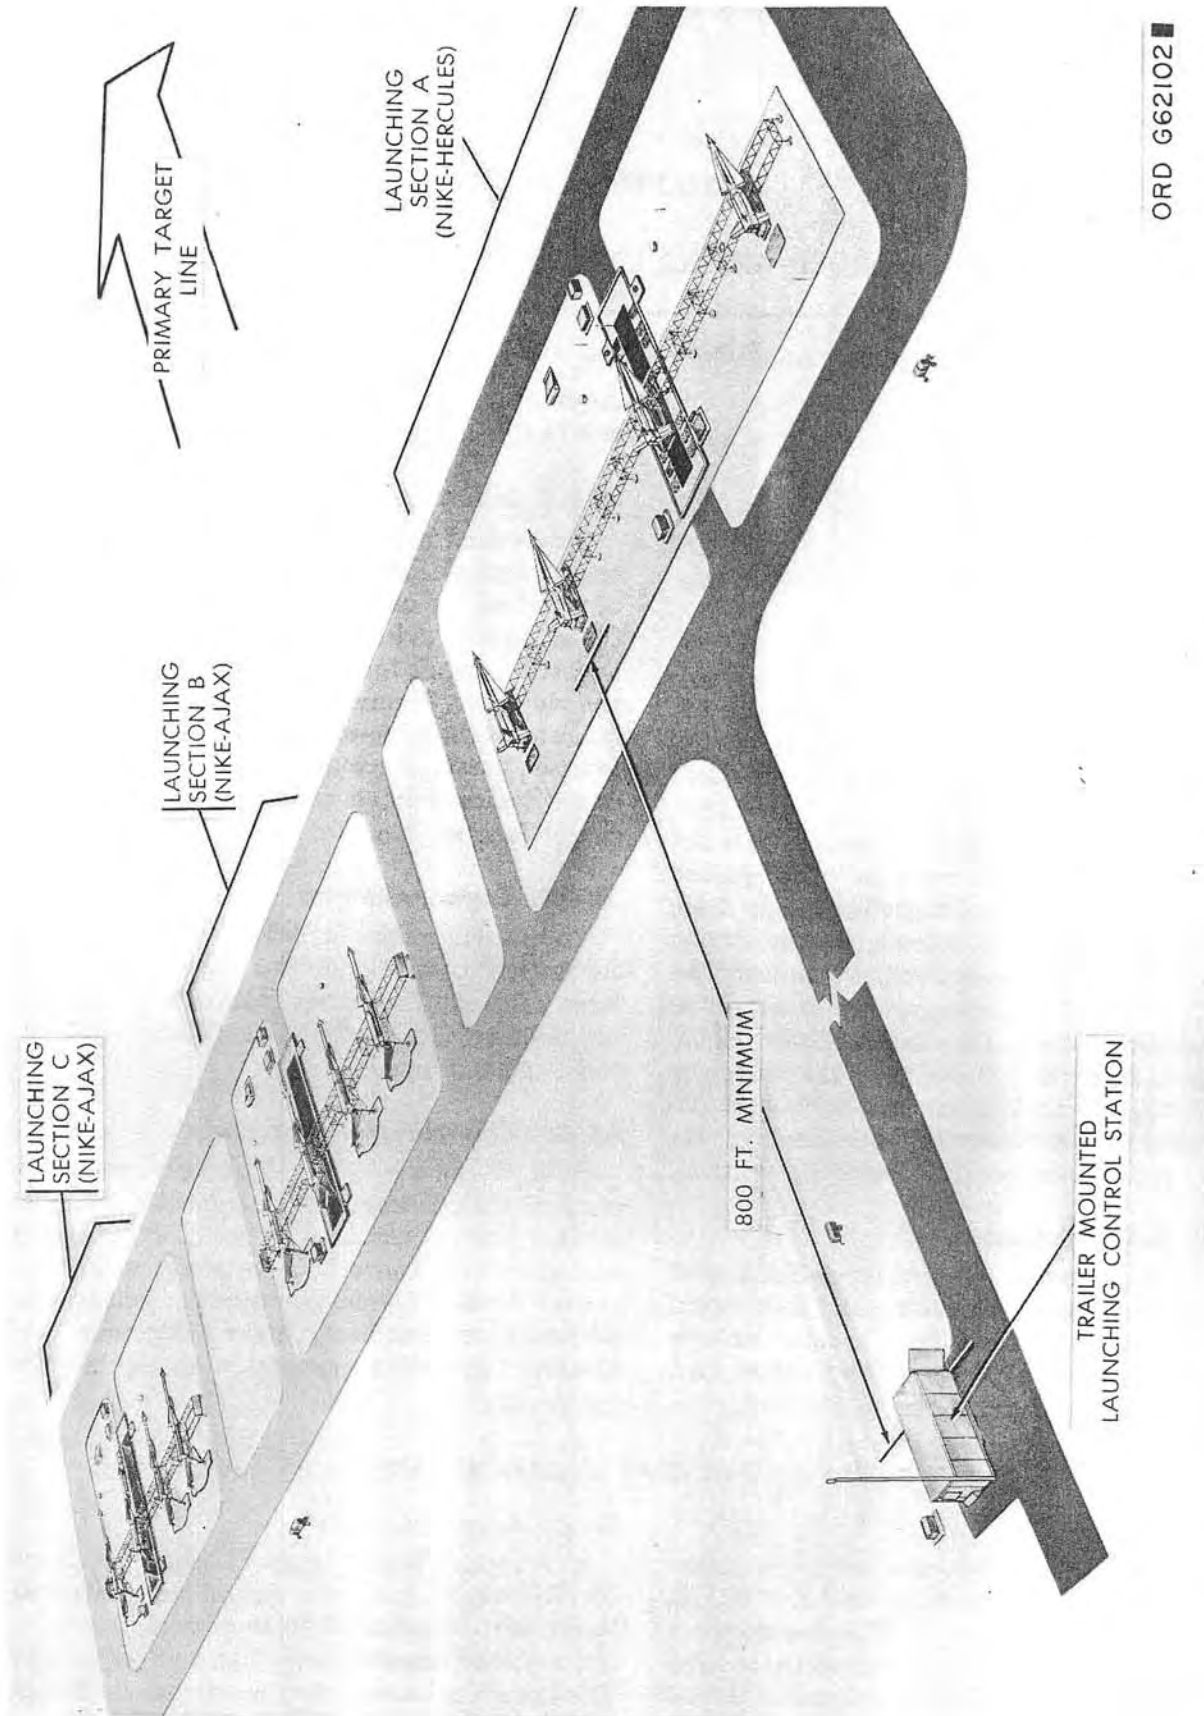 LAUNCHING
SECTION C
(NIKE-AJAX)
LAUNCHING
SECTION B
(NIKE-AJAX)
LAUNCHING
SECTION A
(NIKE-HERCULES)
PRIMARY TARGET
LINE
800 FT. MINIMUM
TRAILER MOUNTED
LAUNCHING CONTROL STATION
ORD G62102